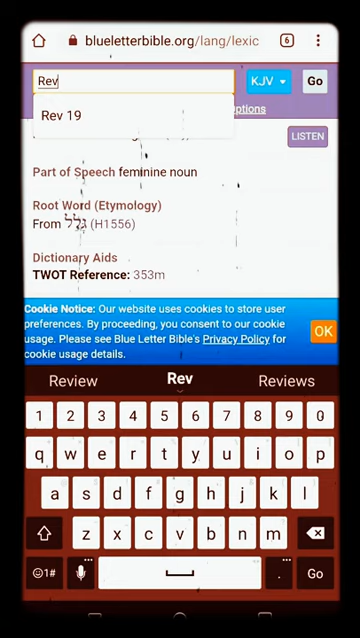 blueletterbible.org/lang/lexic
6
Rev
KJV
Go
Rev 19
ptions
LISTEN
Part of Speech feminine noun
Root Word (Etymology)
From גָּלַל (H1556)
Dictionary Aids
TWOT Reference: 353m
Cookie Notice: Our website uses cookies to store user
preferences. By proceeding, you consent to our cookie
usage. Please see Blue Letter Bible's Privacy Policy for
cookie usage details.
OK
Review Rev Reviews
1 2 3 4 5 6 7 8 9 0
q w e r t y u i o p
a s d f g h j k l
z x c v b n m
☺1# , . Go